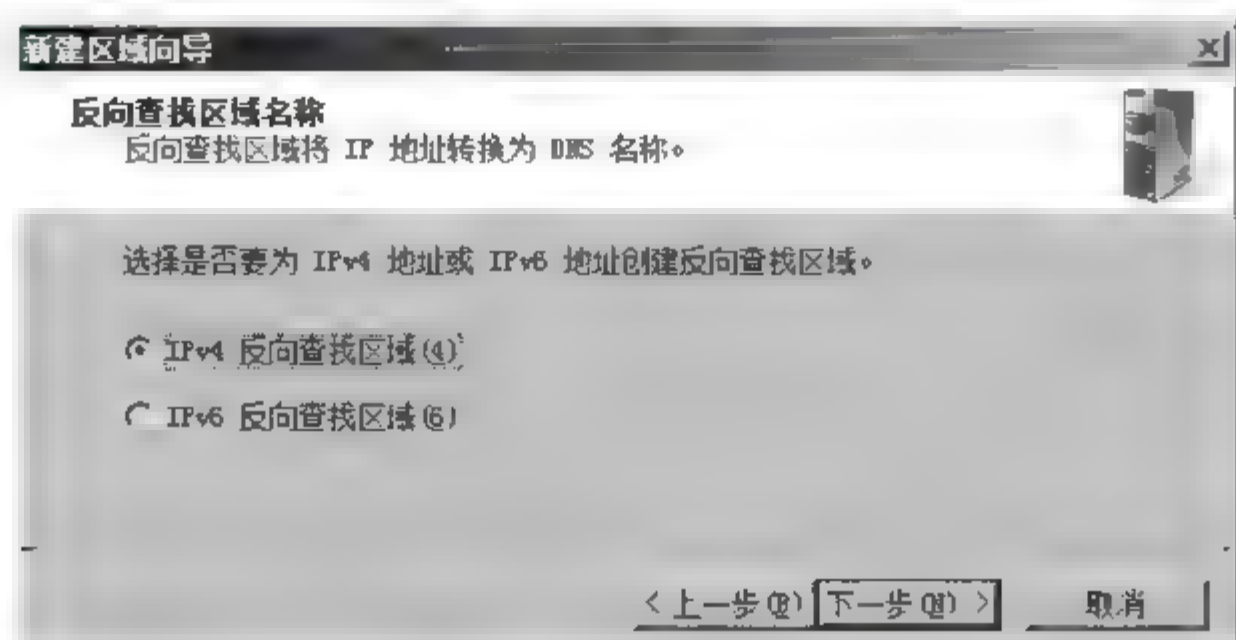 新建区域向导
反向查找区域名称
反向查找区域将 IP 地址转换为 DNS 名称。
选择是否要为 IPv4 地址或 IPv6 地址创建反向查找区域。
IPv4 反向查找区域(4)
IPv6 反向查找区域(6)
< 上一步(B) 下一步(N) > 取消